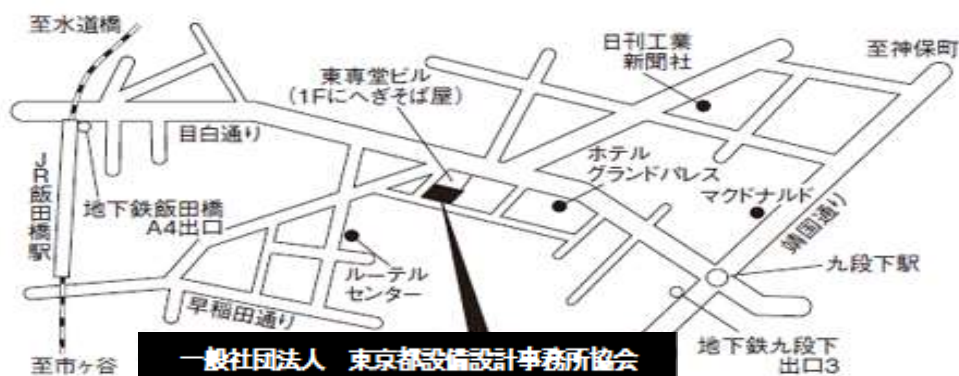 至水道橋
日刊工業
新聞社
至神保町
東専堂ビル
(1Fにへぎそば屋)
目白通り
ホテル
グランドパレス
マクドナルド
JR飯田橋駅
地下鉄飯田橋
A4出口
靖国通り
ルーテル
センター
九段下駅
早稲田通り
一般社団法人 東京都設備設計事務所協会
至市ヶ谷
地下鉄九段下
出口3